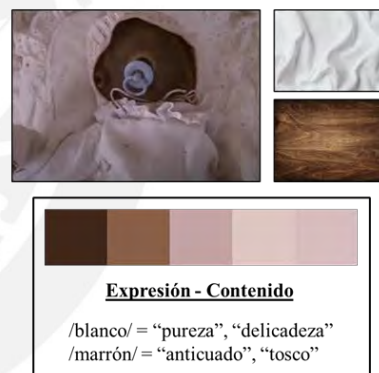 Expresión - Contenido
/blanco/ = “pureza”, “delicadeza”
/marrón/ = “anticuado”, “tosco”